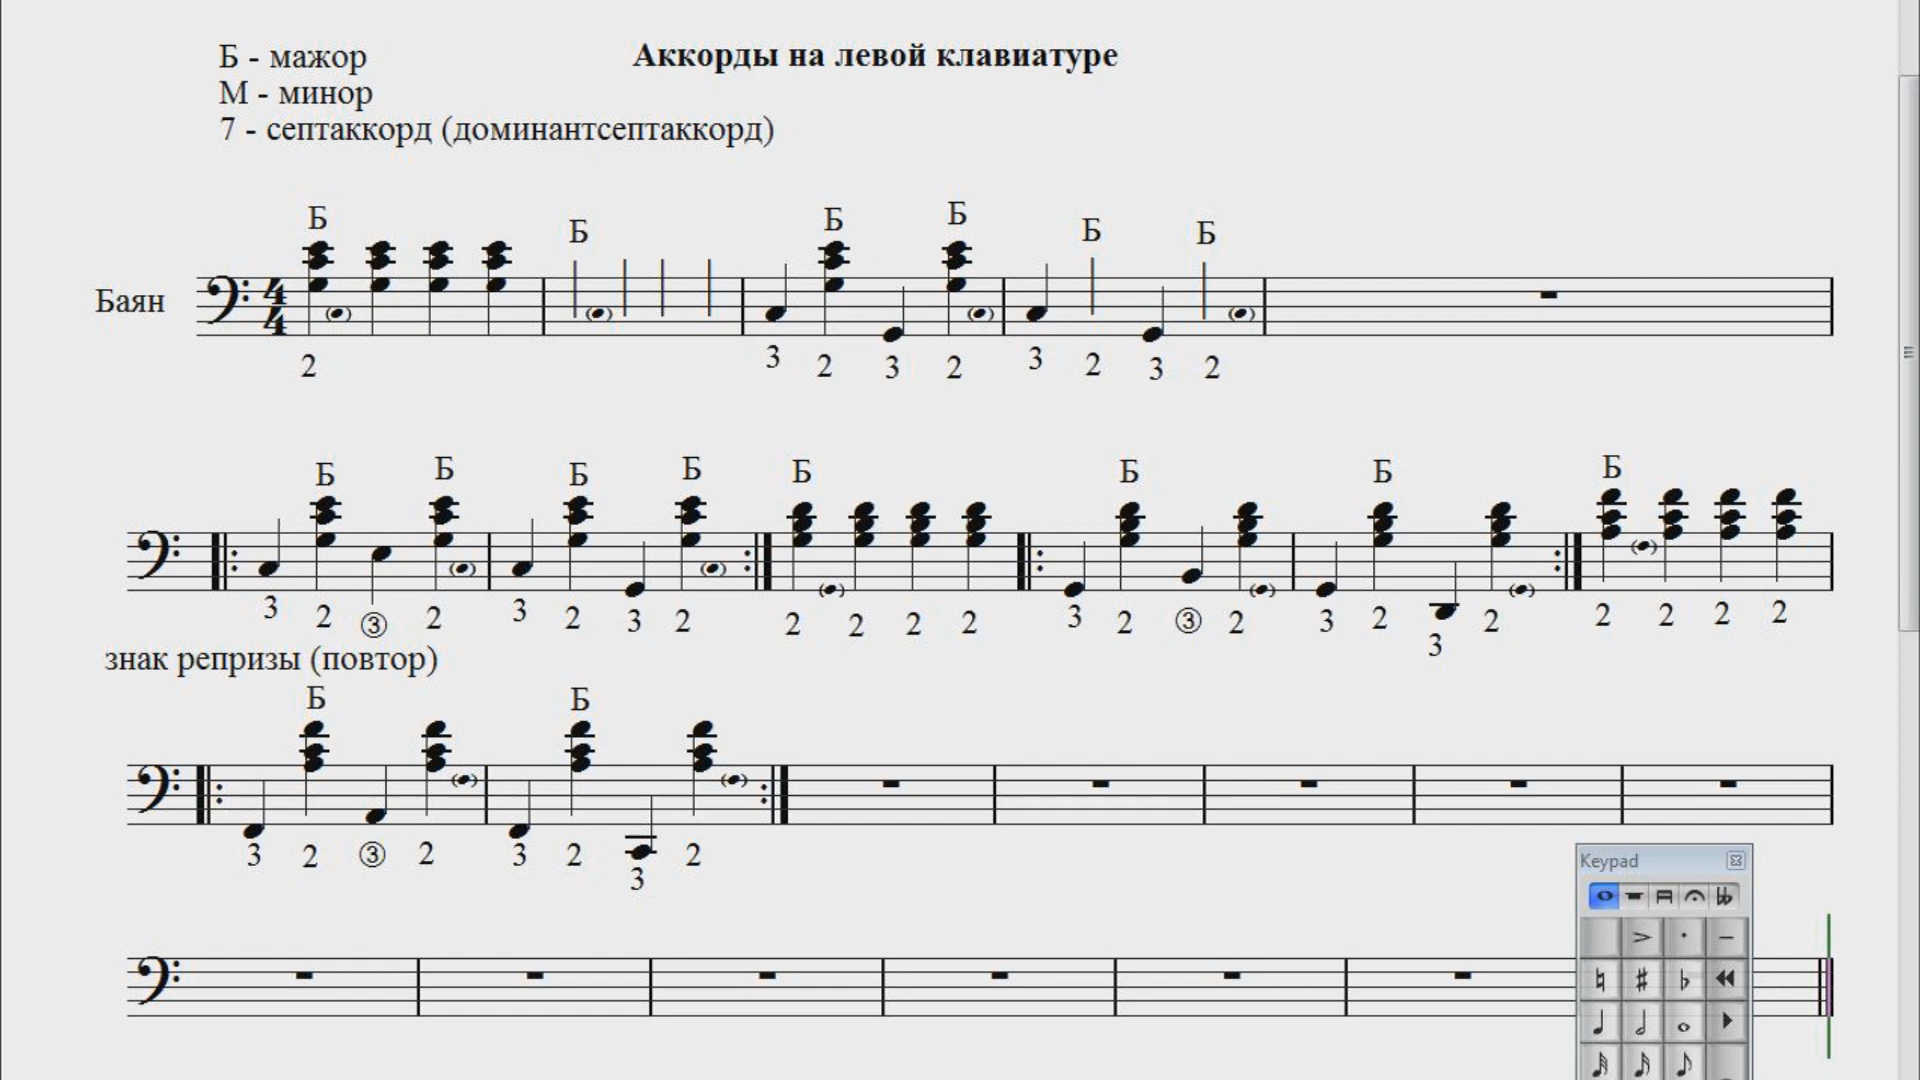 Аккорды на левой клавиатуре
Б - мажор
М - минор
7 - септаккорд (доминантсептаккорд)
Б Б Б Б Б Б
Баян
4
4
2 3 2 3 2 3 2 3 2
Б Б Б Б Б Б Б Б
3 2 ③ 2 3 2 3 2 2 2 2 2 3 2 ③ 2 3 2 3 2 2 2 2 2
знак репризы (повтор)
Б Б
3 2 ③ 2 3 2 3 2
Keypad